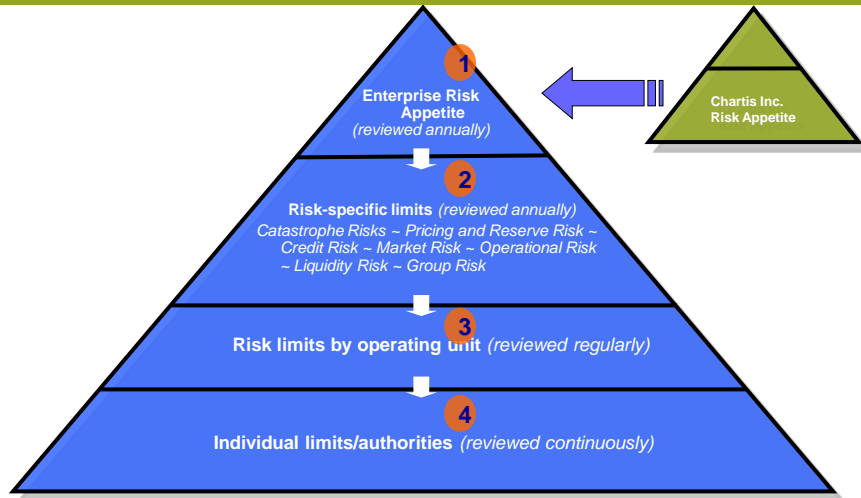 1
Enterprise Risk
Appetite
(reviewed annually)
Chartis Inc.
Risk Appetite
2
Risk-specific limits (reviewed annually)
Catastrophe Risks ~ Pricing and Reserve Risk ~
Credit Risk ~ Market Risk ~ Operational Risk
~ Liquidity Risk ~ Group Risk
3
Risk limits by operating unit (reviewed regularly)
4
Individual limits/authorities (reviewed continuously)